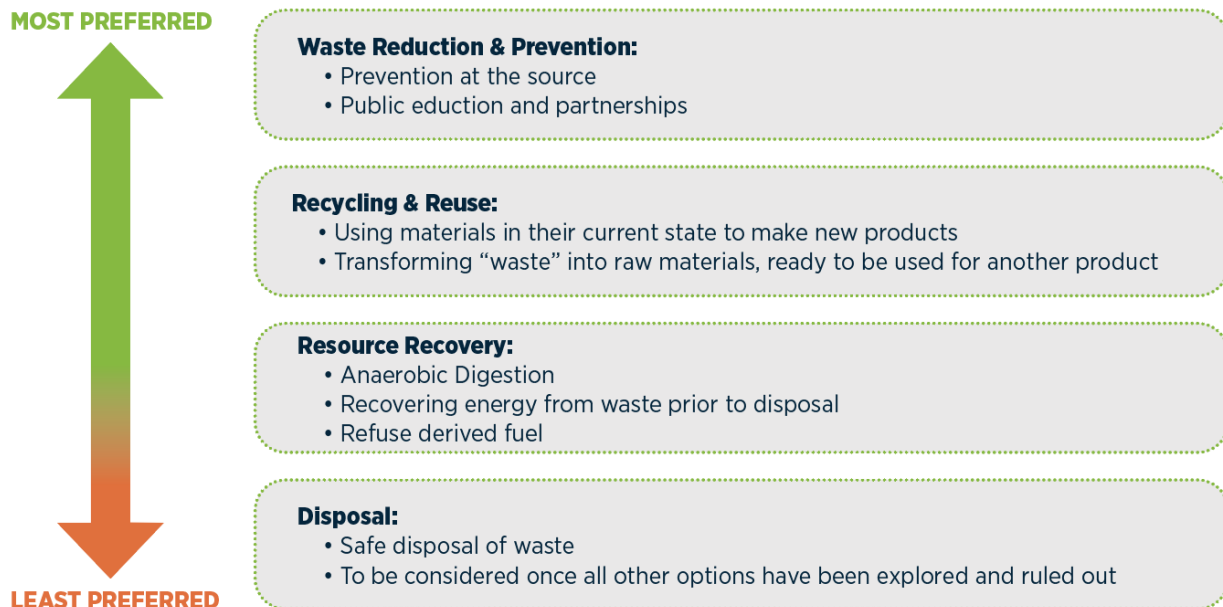 MOST PREFERRED
Waste Reduction & Prevention:
• Prevention at the source
• Public eduction and partnerships
Recycling & Reuse:
• Using materials in their current state to make new products
• Transforming “waste” into raw materials, ready to be used for another product
Resource Recovery:
• Anaerobic Digestion
• Recovering energy from waste prior to disposal
• Refuse derived fuel
Disposal:
• Safe disposal of waste
• To be considered once all other options have been explored and ruled out
LEAST PREFERRED